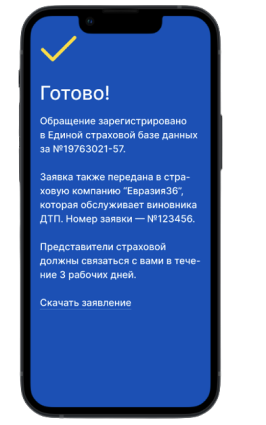 Готово!
Обращение зарегистрировано
в Единой страховой базе данных
за №19763021-57.
Заявка также передана в стра-
ховую компанию “Евразия36”,
которая обслуживает виновника
ДТП. Номер заявки — №123456.
Представители страховой
должны связаться с вами в тече-
ние 3 рабочих дней.
Скачать заявление